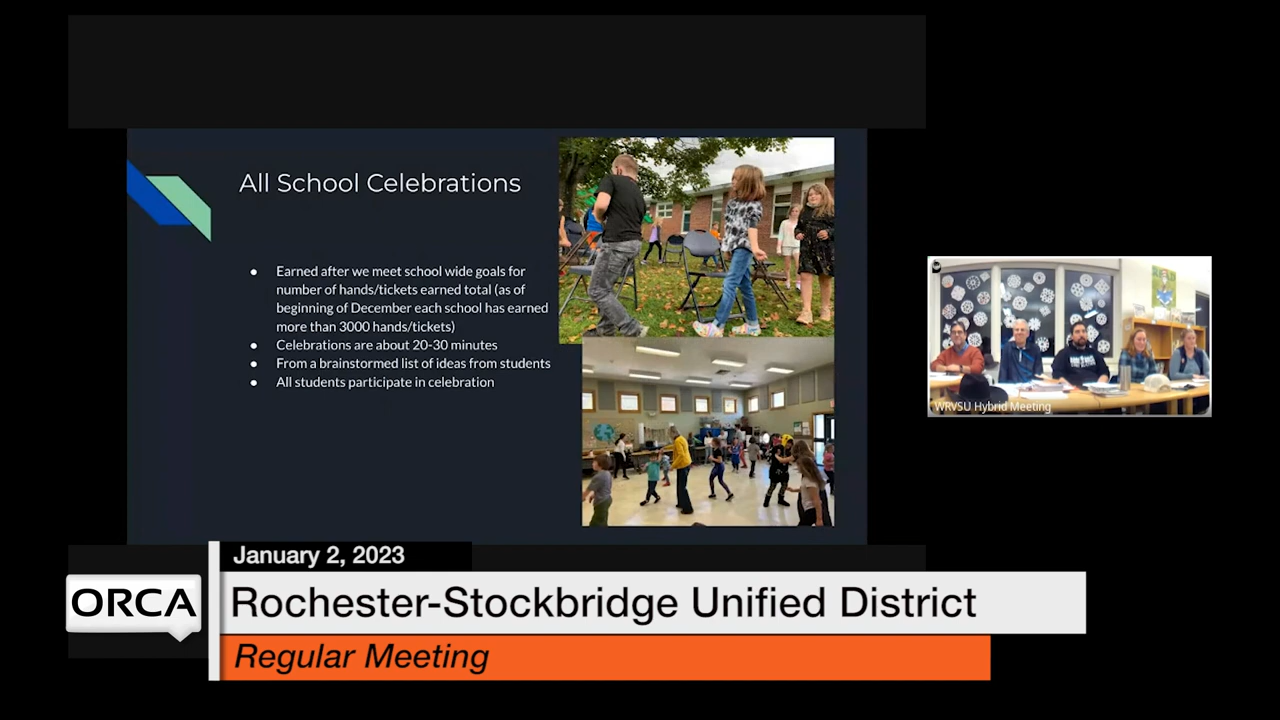 All School Celebrations
● Earned after we meet school wide goals for
number of hands/tickets earned total (as of
beginning of December each school has earned
more than 3000 hands/tickets)
● Celebrations are about 20-30 minutes
● From a brainstormed list of ideas from students
● All students participate in celebration
WRVSU Hybrid Meeting
January 2, 2023
ORCA
Rochester-Stockbridge Unified District
Regular Meeting